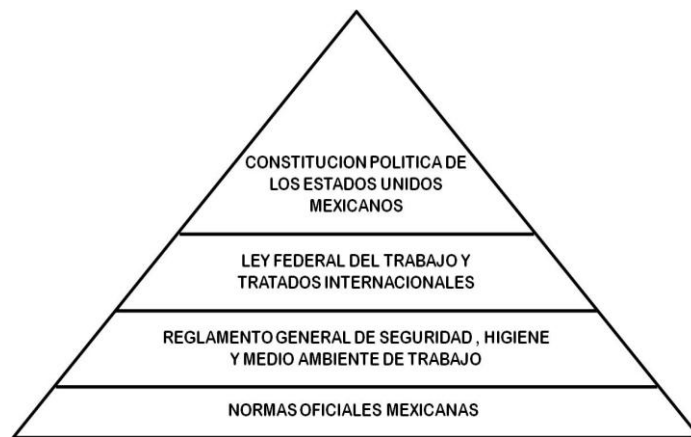 CONSTITUCION POLITICA DE
LOS ESTADOS UNIDOS
MEXICANOS
LEY FEDERAL DEL TRABAJO Y
TRATADOS INTERNACIONALES
REGLAMENTO GENERAL DE SEGURIDAD , HIGIENE
Y MEDIO AMBIENTE DE TRABAJO
NORMAS OFICIALES MEXICANAS